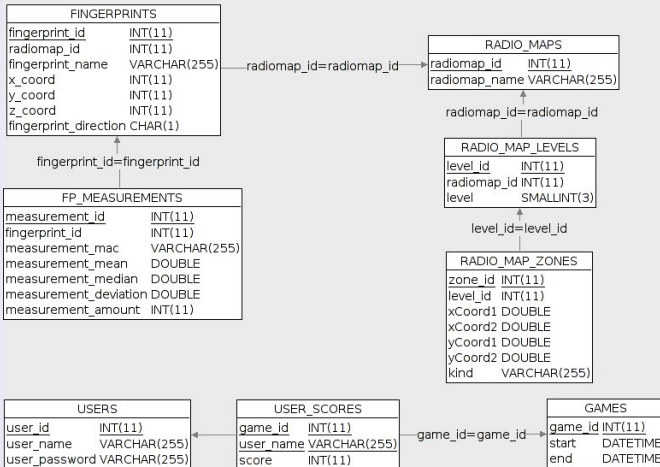 FINGERPRINTS
fingerprint_id INT(11)
radiomap_id INT(11)
fingerprint_name VARCHAR(255)
x_coord INT(11)
y_coord INT(11)
z_coord INT(11)
fingerprint_direction CHAR(1)
radiomap_id=radiomap_id
RADIO_MAPS
radiomap_id INT(11)
radiomap_name VARCHAR(255)
radiomap_id=radiomap_id
fingerprint_id=fingerprint_id
RADIO_MAP_LEVELS
level_id INT(11)
radiomap_id INT(11)
level SMALLINT(3)
FP_MEASUREMENTS
measurement_id INT(11)
fingerprint_id INT(11)
measurement_mac VARCHAR(255)
measurement_mean DOUBLE
measurement_median DOUBLE
measurement_deviation DOUBLE
measurement_amount INT(11)
level_id=level_id
RADIO_MAP_ZONES
zone_id INT(11)
level_id INT(11)
xCoord1 DOUBLE
xCoord2 DOUBLE
yCoord1 DOUBLE
yCoord2 DOUBLE
kind VARCHAR(255)
USERS
user_id INT(11)
user_name VARCHAR(255)
user_password VARCHAR(255)
USER_SCORES
game_id INT(11)
user_name VARCHAR(255)
score INT(11)
game_id=game_id
GAMES
game_id INT(11)
start DATETIME
end DATETIME